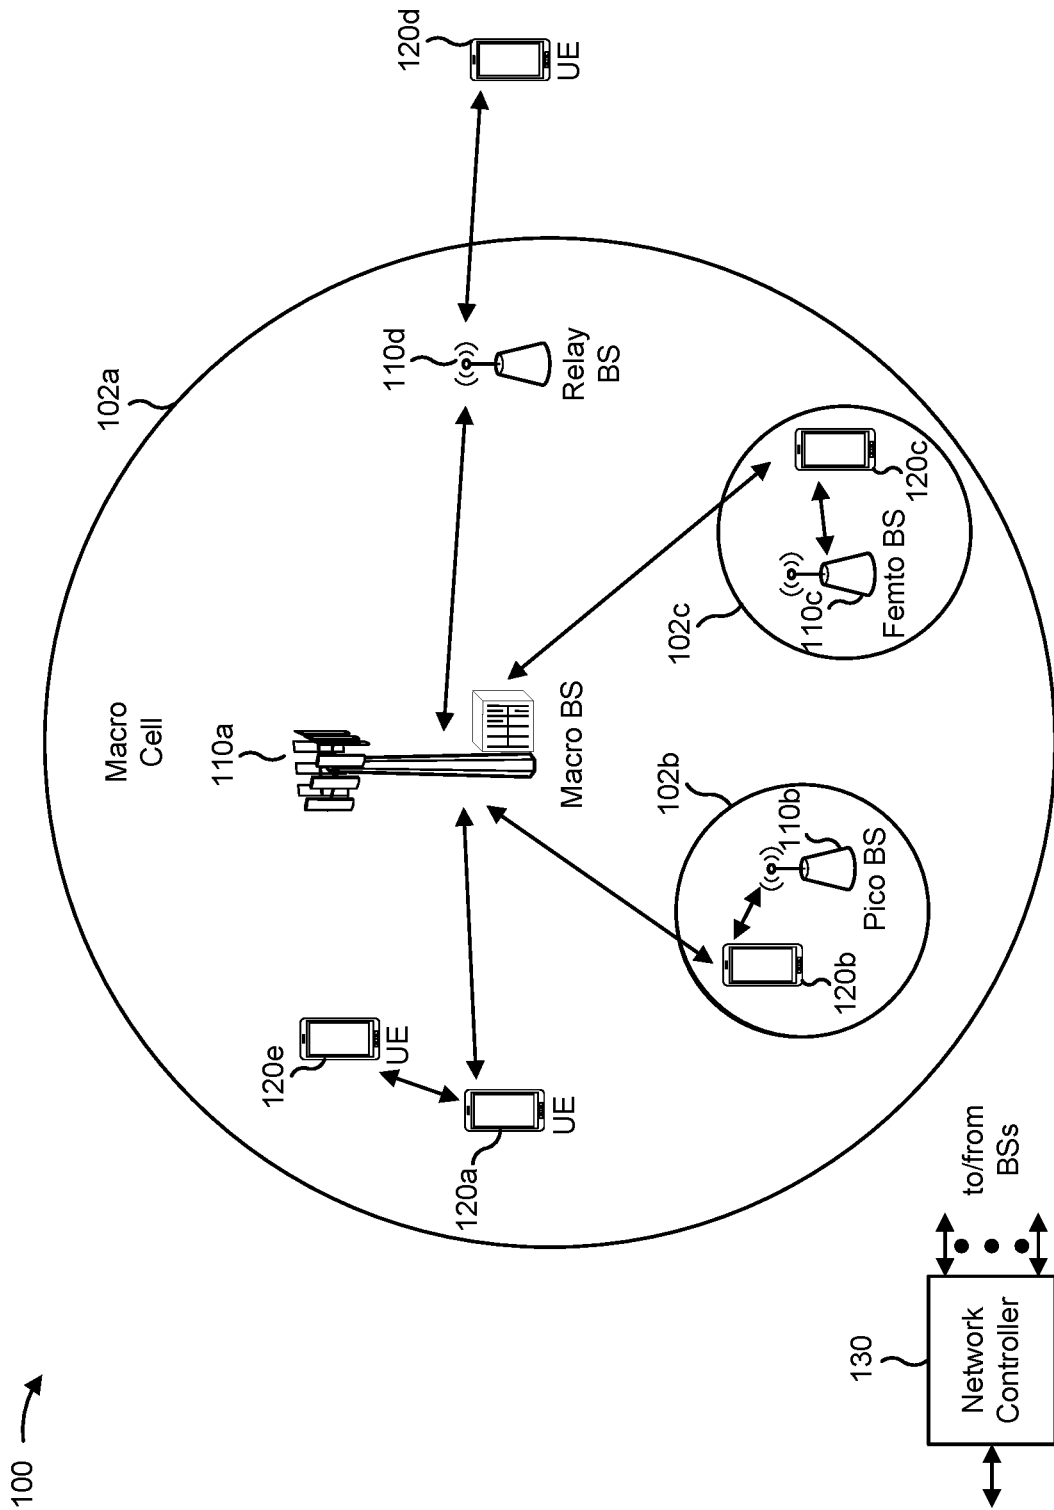 100
102a
Macro
Cell
110a
120d
UE
110d
Relay
BS
120e
UE
120a
UE
Macro BS
102b
110b
Pico BS
120b
102c
110c
Femto BS
120c
130
Network
Controller
to/from
BSs